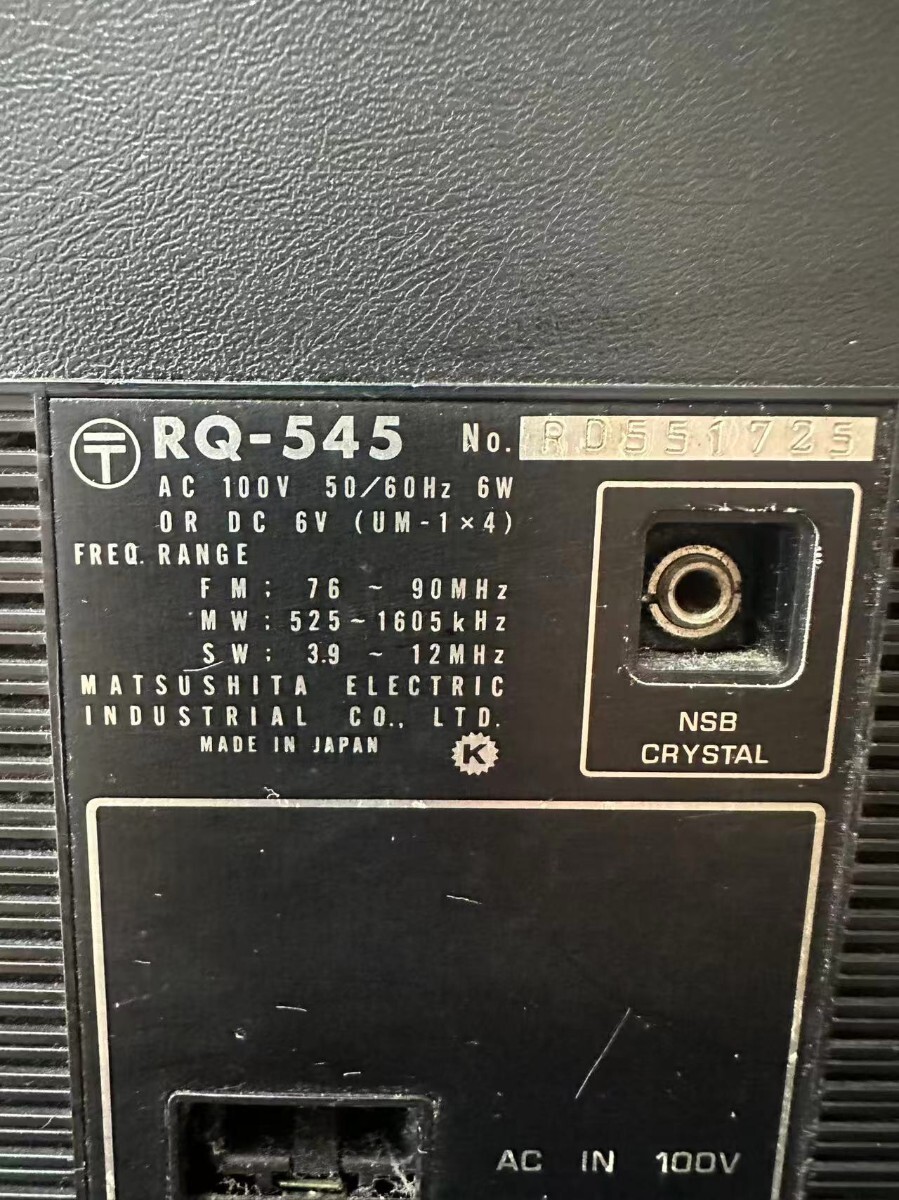 RQ-545 No. RD551725
AC 100V 50/60Hz 6W
OR DC 6V (UM-1×4)
FREQ. RANGE
FM: 76 ~ 90MHz
MW: 525~1605kHz
SW: 3.9 ~ 12MHz
MATSUSHITA ELECTRIC
INDUSTRIAL CO., LTD.
MADE IN JAPAN
K
NSB
CRYSTAL
AC IN 100V